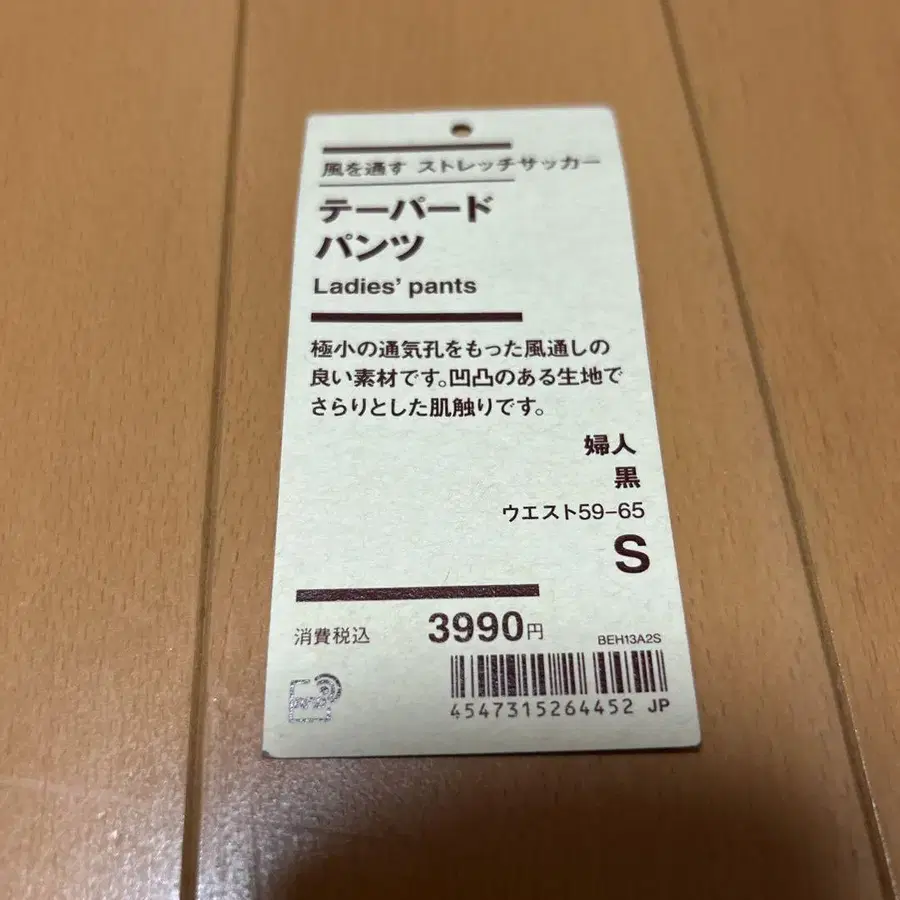 風を通す ストレッチサッカー
テーパード
パンツ
Ladies' pants
極小の通気孔をもった風通しの
良い素材です。凹凸のある生地で
さらりとした肌触りです。
婦人
黒
ウエスト59-65
S
消費税込 3990円
BEH13A2S
4547315264452 JP